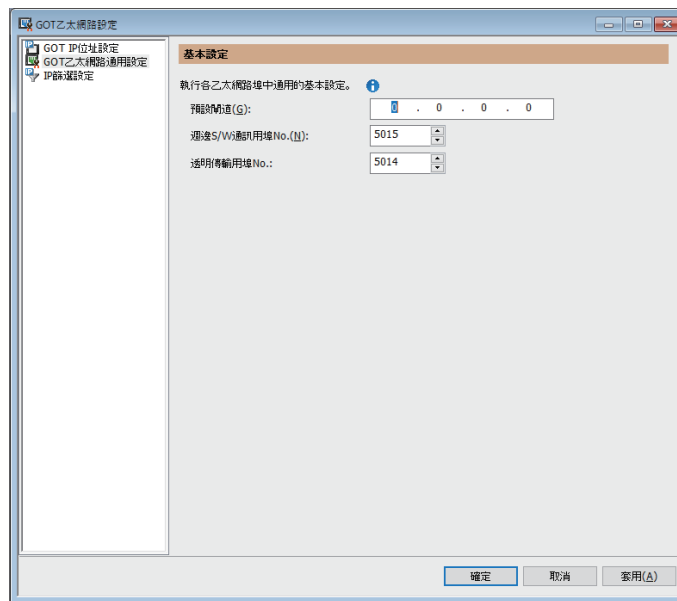 GOT乙太網路設定
GOT IP位址設定
GOT乙太網路通用設定
IP篩選設定
基本設定
執行各乙太網路埠中通用的基本設定。
預設閘道(G):
0 . 0 . 0 . 0
週邊S/W通訊用埠No.(N):
5015
透明傳輸用埠No.:
5014
確定
取消
套用(A)